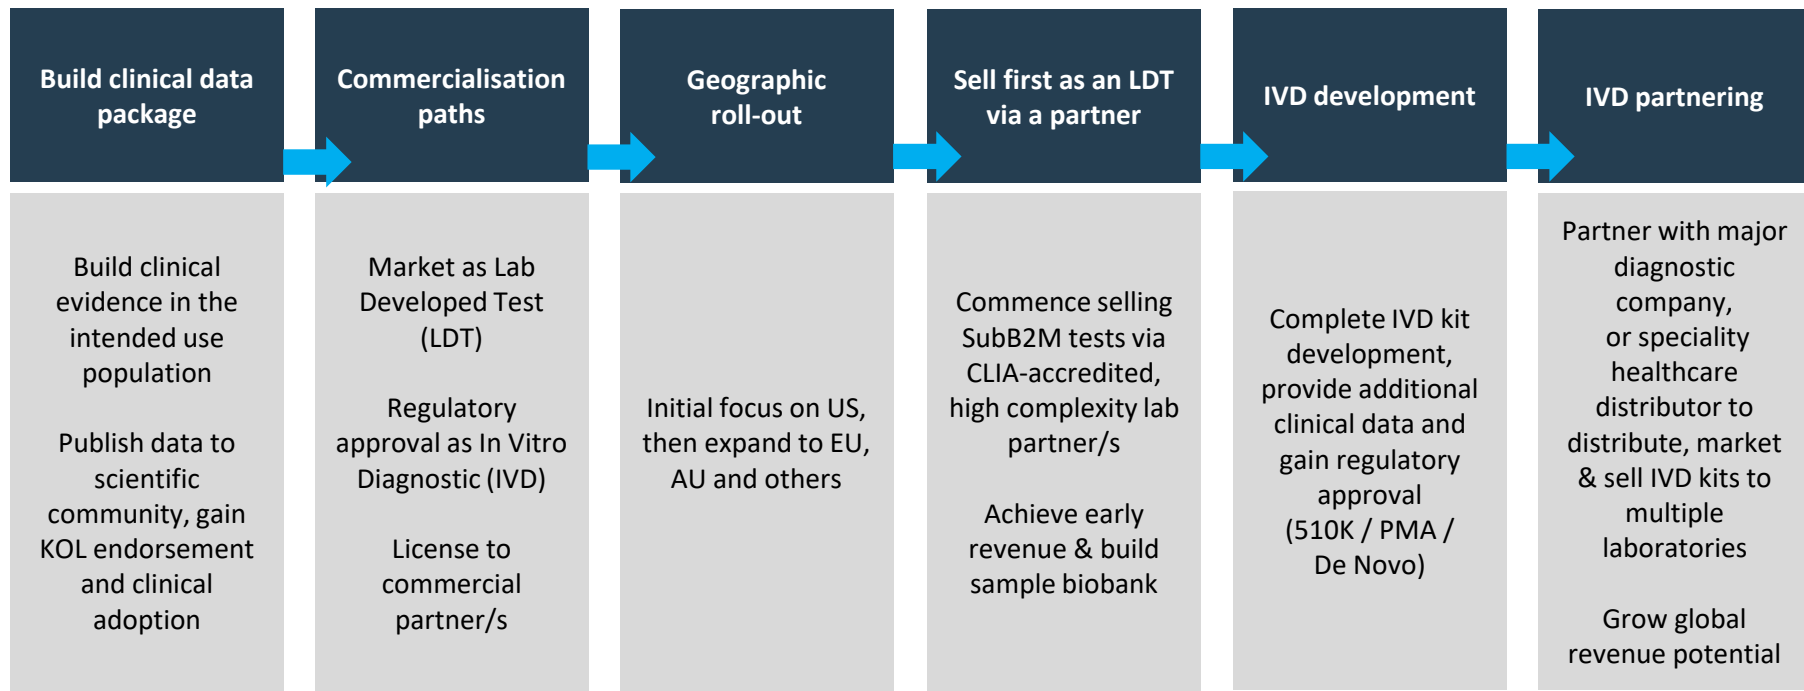 Build clinical data
package
Build clinical
evidence in the
intended use
population
Publish data to
scientific
community, gain
KOL endorsement
and clinical
adoption
Commercialisation
paths
Market as Lab
Developed Test
(LDT)
Regulatory
approval as In Vitro
Diagnostic (IVD)
License to
commercial
partner/s
Geographic
roll-out
Initial focus on US,
then expand to EU,
AU and others
Sell first as an LDT
via a partner
Commence selling
SubB2M tests via
CLIA-accredited,
high complexity lab
partner/s
Achieve early
revenue & build
sample biobank
IVD development
Complete IVD kit
development,
provide additional
clinical data and
gain regulatory
approval
(510K / PMA /
De Novo)
IVD partnering
Partner with major
diagnostic
company,
or speciality
healthcare
distributor to
distribute, market
& sell IVD kits to
multiple
laboratories
Grow global
revenue potential